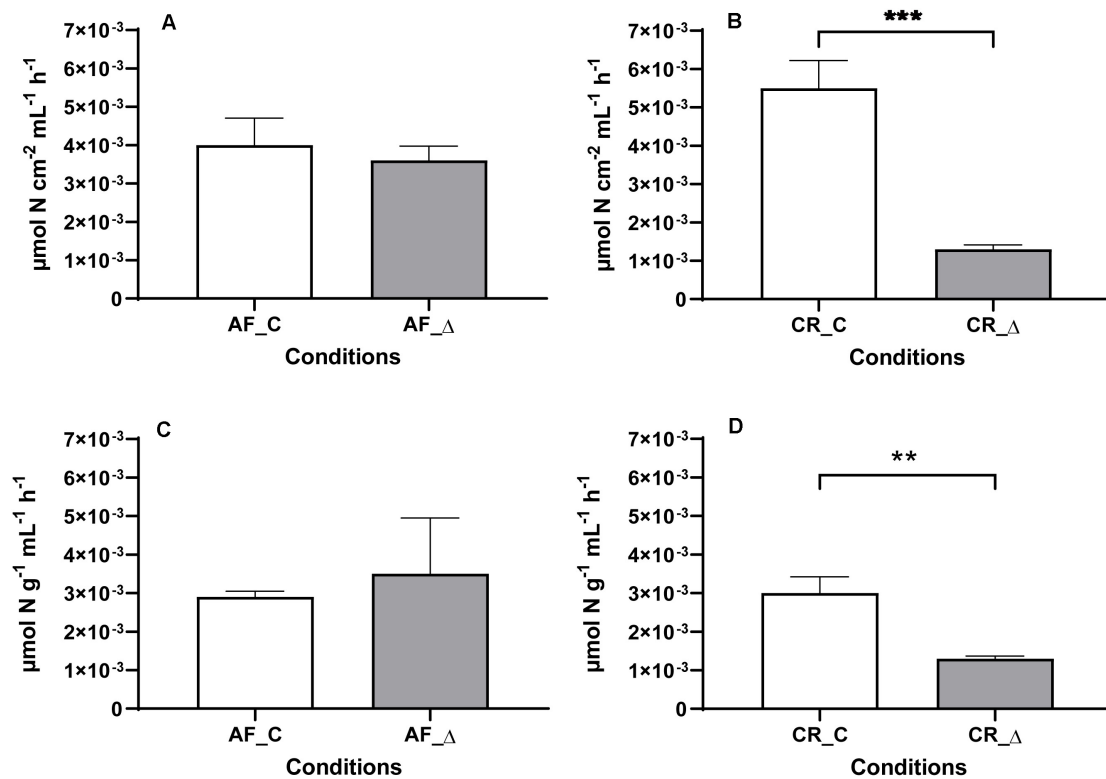 A
7×10⁻³
6×10⁻³
5×10⁻³
4×10⁻³
3×10⁻³
2×10⁻³
1×10⁻³
0
µmol N cm⁻² mL⁻¹ h⁻¹
AF_C AF_Δ
Conditions
B
***
7×10⁻³
6×10⁻³
5×10⁻³
4×10⁻³
3×10⁻³
2×10⁻³
1×10⁻³
0
µmol N cm⁻² mL⁻¹ h⁻¹
CR_C CR_Δ
Conditions
C
7×10⁻³
6×10⁻³
5×10⁻³
4×10⁻³
3×10⁻³
2×10⁻³
1×10⁻³
0
µmol N g⁻¹ mL⁻¹ h⁻¹
AF_C AF_Δ
Conditions
D
**
7×10⁻³
6×10⁻³
5×10⁻³
4×10⁻³
3×10⁻³
2×10⁻³
1×10⁻³
0
µmol N g⁻¹ mL⁻¹ h⁻¹
CR_C CR_Δ
Conditions